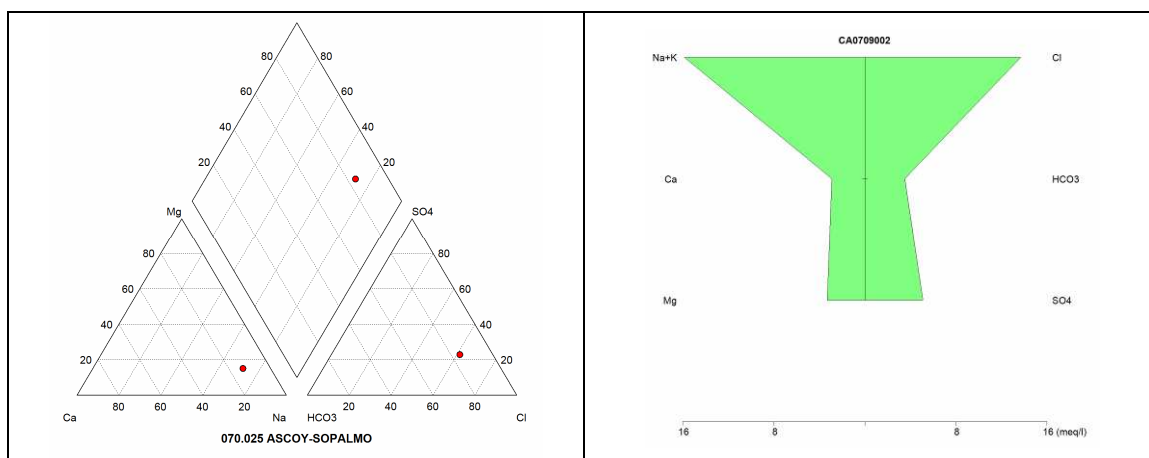 80 80
60 60
40 40
20 20
Mg SO4
80 80
60 60
40 40
20 20
Ca 80 60 40 20 Na HCO3 20 40 60 80 Cl
070.025 ASCOY-SOPALMO
CA0709002
Na+K Cl
Ca HCO3
Mg SO4
16 8 8 16 (meq/l)